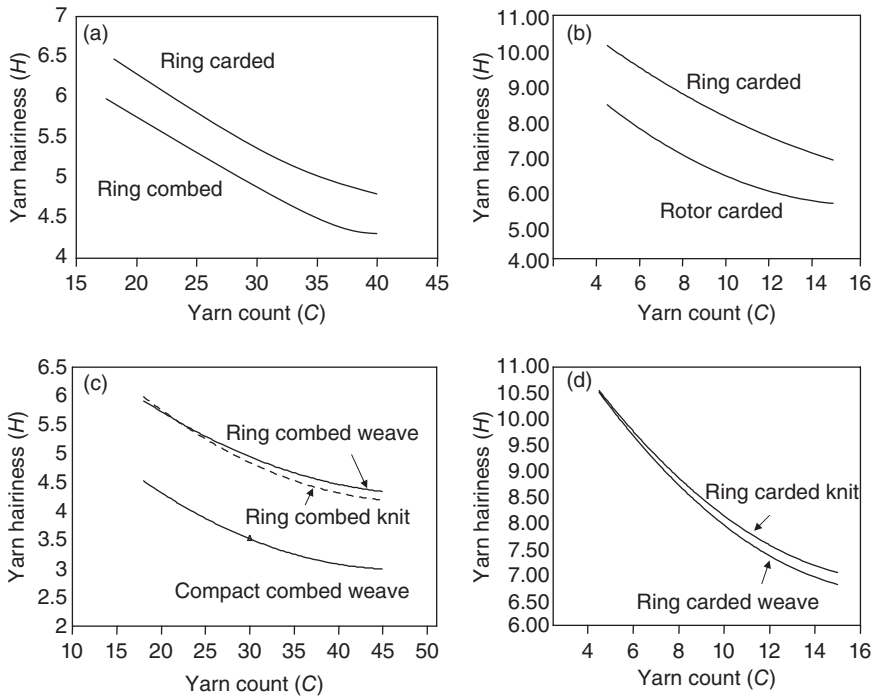 (a)
7
6.5
6
5.5
5
4.5
4
Yarn hairiness (H)
Ring carded
Ring combed
15 20 25 30 35 40 45
Yarn count (C)
(b)
11.00
10.00
9.00
8.00
7.00
6.00
5.00
4.00
Yarn hairiness (H)
Ring carded
Rotor carded
4 6 8 10 12 14 16
Yarn count (C)
(c)
6.5
6
5.5
5
4.5
4
3.5
3
2.5
2
Yarn hairiness (H)
Ring combed weave
Ring combed knit
Compact combed weave
10 15 20 25 30 35 40 45 50
Yarn count (C)
(d)
11.00
10.50
10.00
9.50
9.00
8.50
8.00
7.50
7.00
6.50
6.00
Yarn hairiness (H)
Ring carded knit
Ring carded weave
4 6 8 10 12 14 16
Yarn count (C)